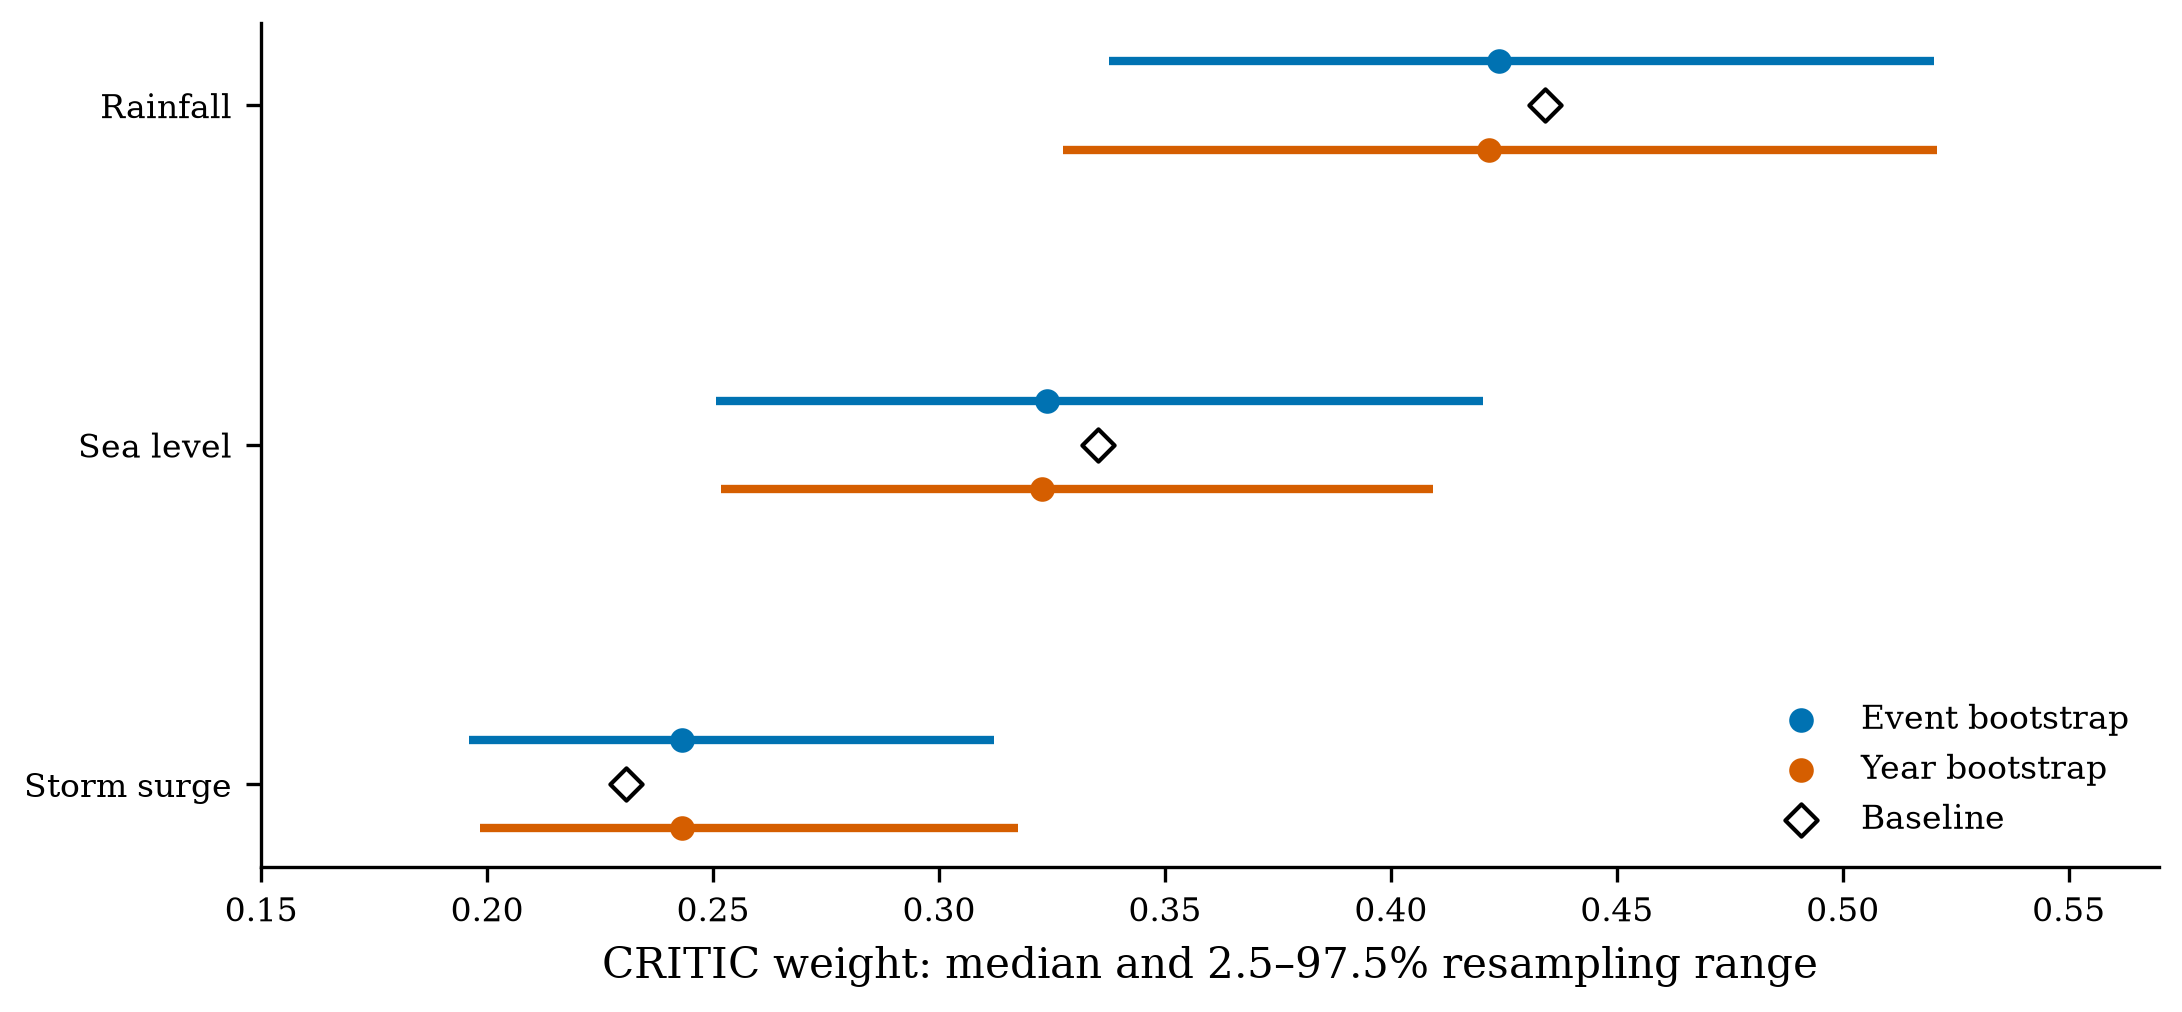 Rainfall
Sea level
Storm surge
Event bootstrap
Year bootstrap
Baseline
0.15 0.20 0.25 0.30 0.35 0.40 0.45 0.50 0.55
CRITIC weight: median and 2.5–97.5% resampling range